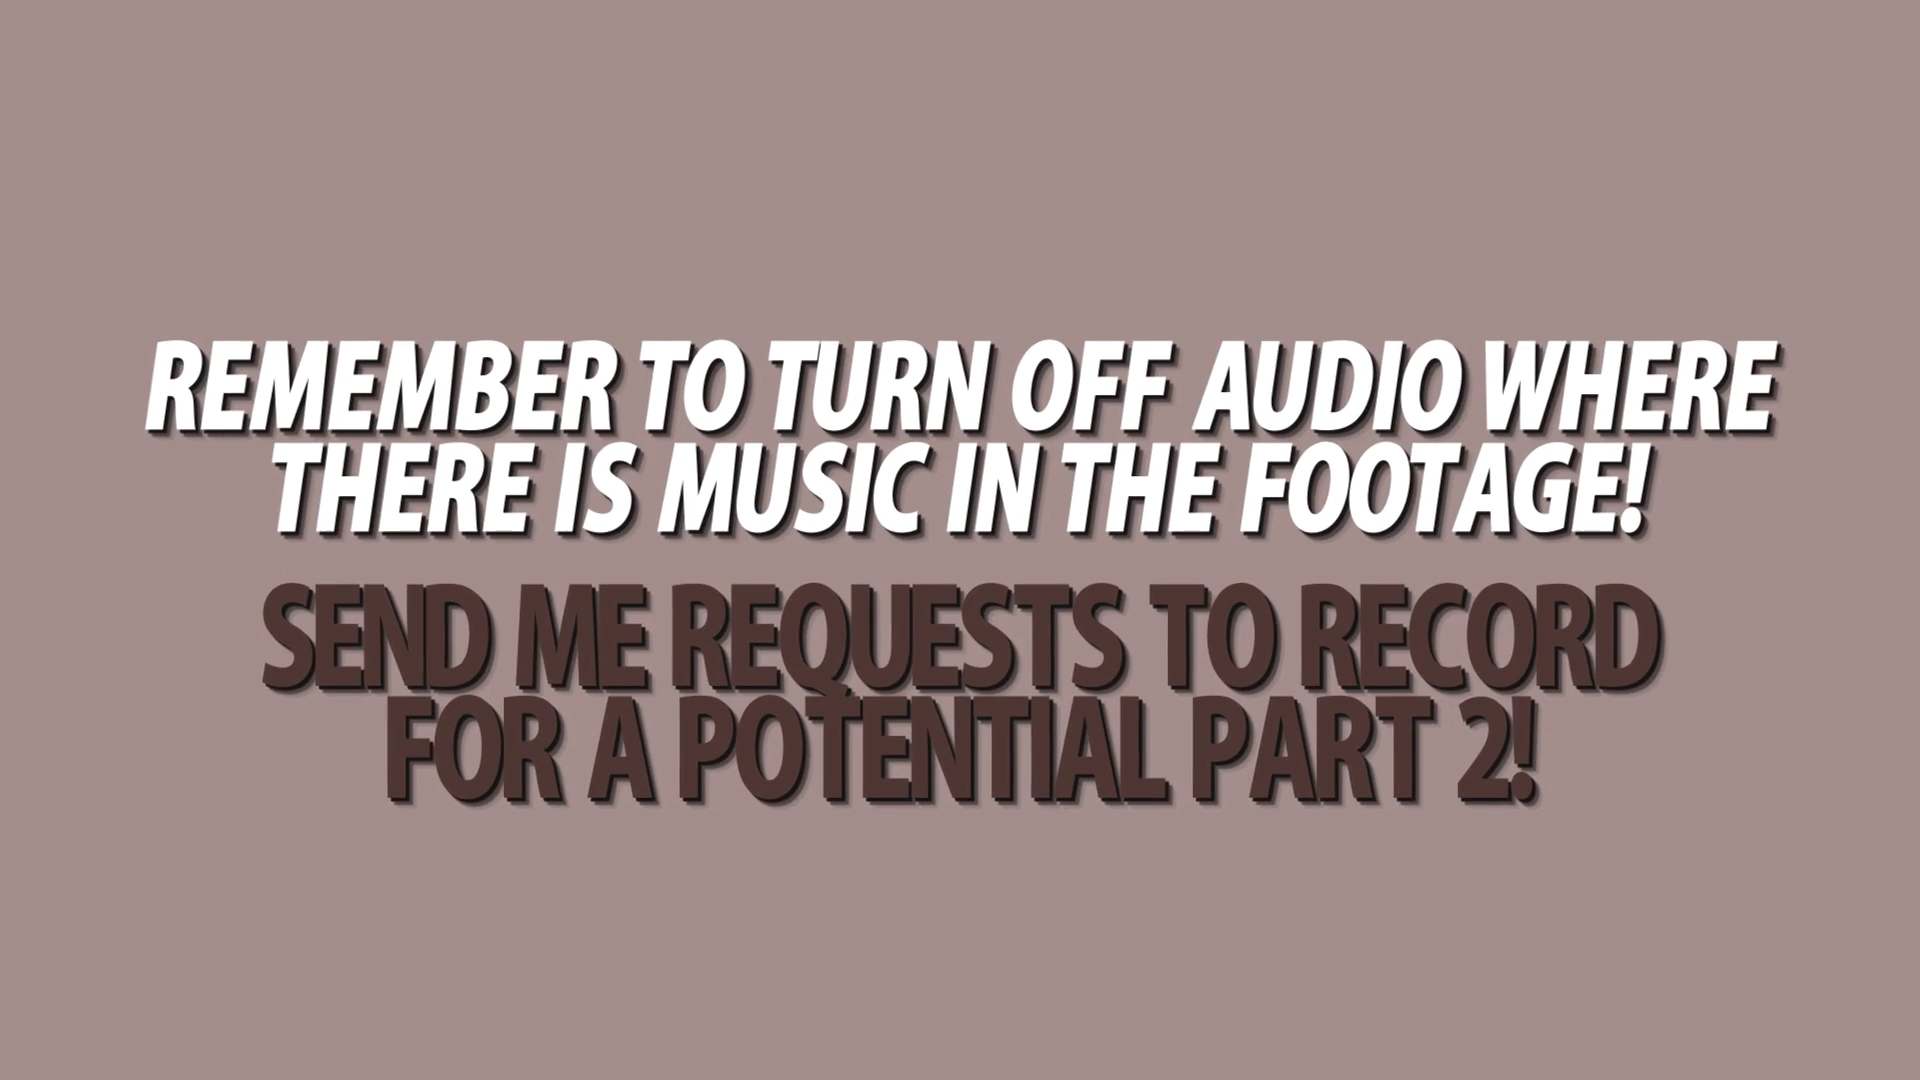 REMEMBER TO TURN OFF AUDIO WHERE
THERE IS MUSIC IN THE FOOTAGE!
SEND ME REQUESTS TO RECORD
FOR A POTENTIAL PART 2!